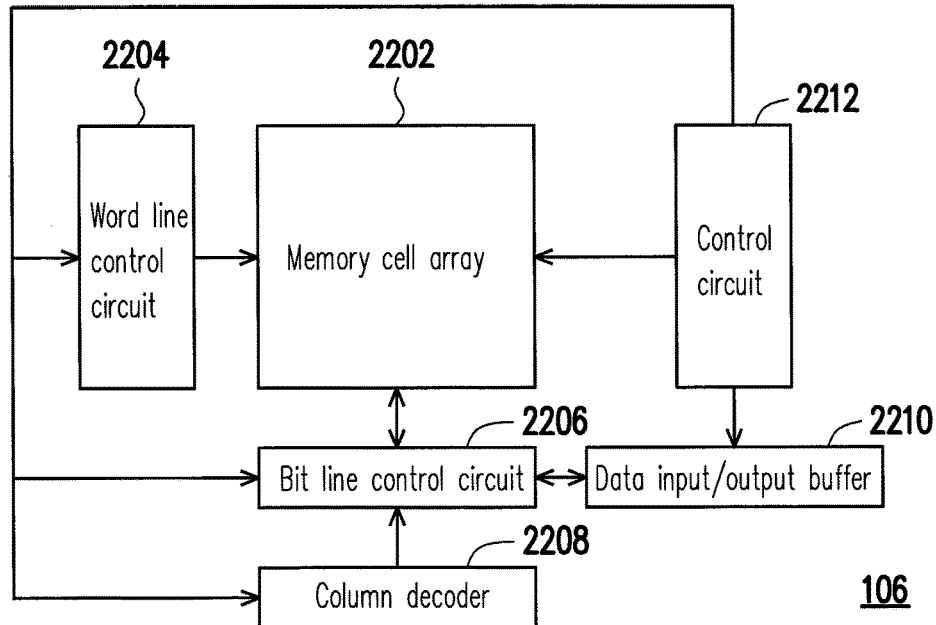 2204
2202
2212
Word line
control
circuit
Memory cell array
Control
circuit
2206
2210
Bit line control circuit
Data input/output buffer
2208
Column decoder
106